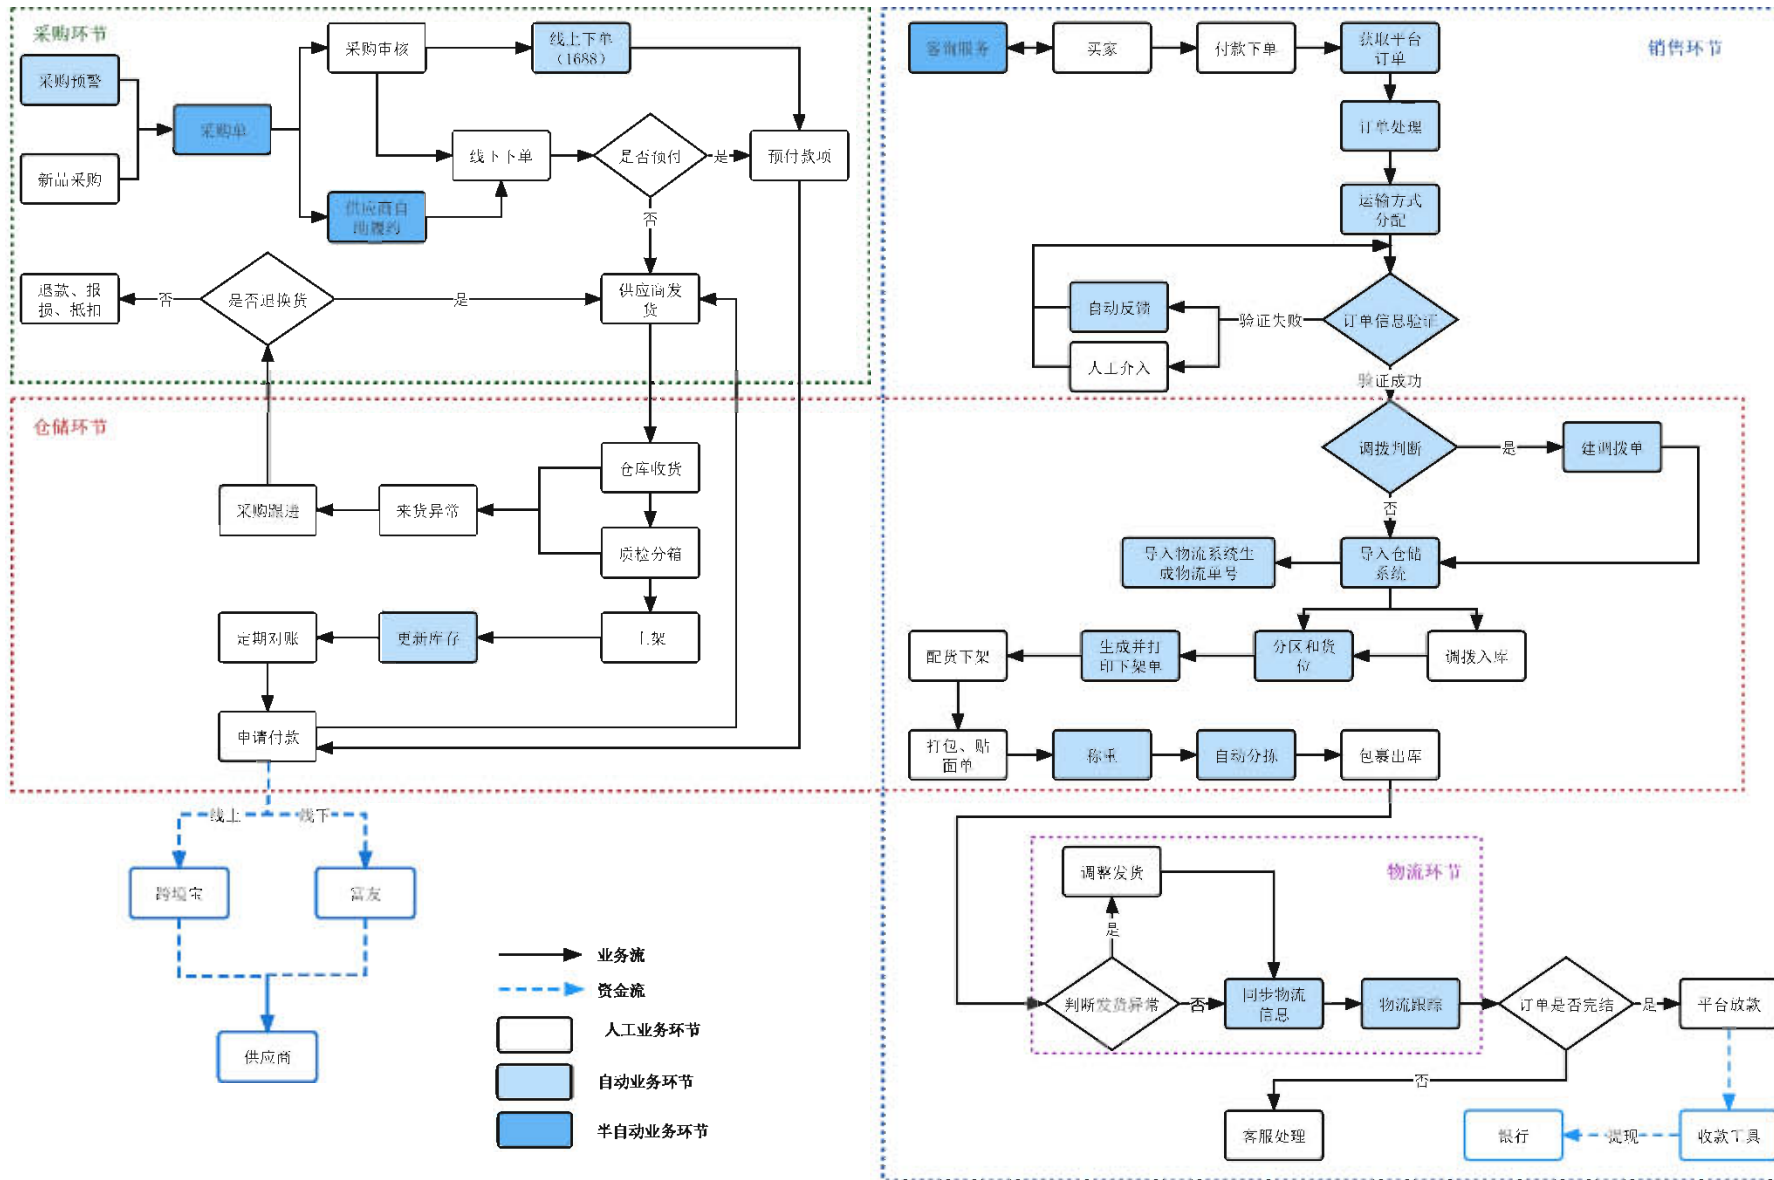 采购环节
采购预警
新品采购
采购单
采购审核
线上下单
（1688）
线下下单
供应商自
助履约
是否预付
是
预付款项
否
退款、报
损、抵扣
否
是否退换货
是
供应商发
货
仓储环节
仓库收货
采购跟进
来货异常
质检分箱
定期对账
更新库存
上架
申请付款
线上
线下
跨境宝
富友
供应商
业务流
资金流
人工业务环节
自动业务环节
半自动业务环节
销售环节
客询服务
买家
付款下单
获取平台
订单
订单处理
运输方式
分配
自动反馈
人工介入
验证失败
订单信息验证
验证成功
调拨判断
是
建调拨单
否
导入物流系统生
成物流单号
导入仓储
系统
配货下架
生成并打
印下架单
分区和货
位
调拨入库
打包、贴
面单
称重
自动分拣
包裹出库
物流环节
调整发货
是
判断发货异常
否
同步物流
信息
物流跟踪
订单是否完结
是
平台放款
否
客服处理
银行
提现
收款工具